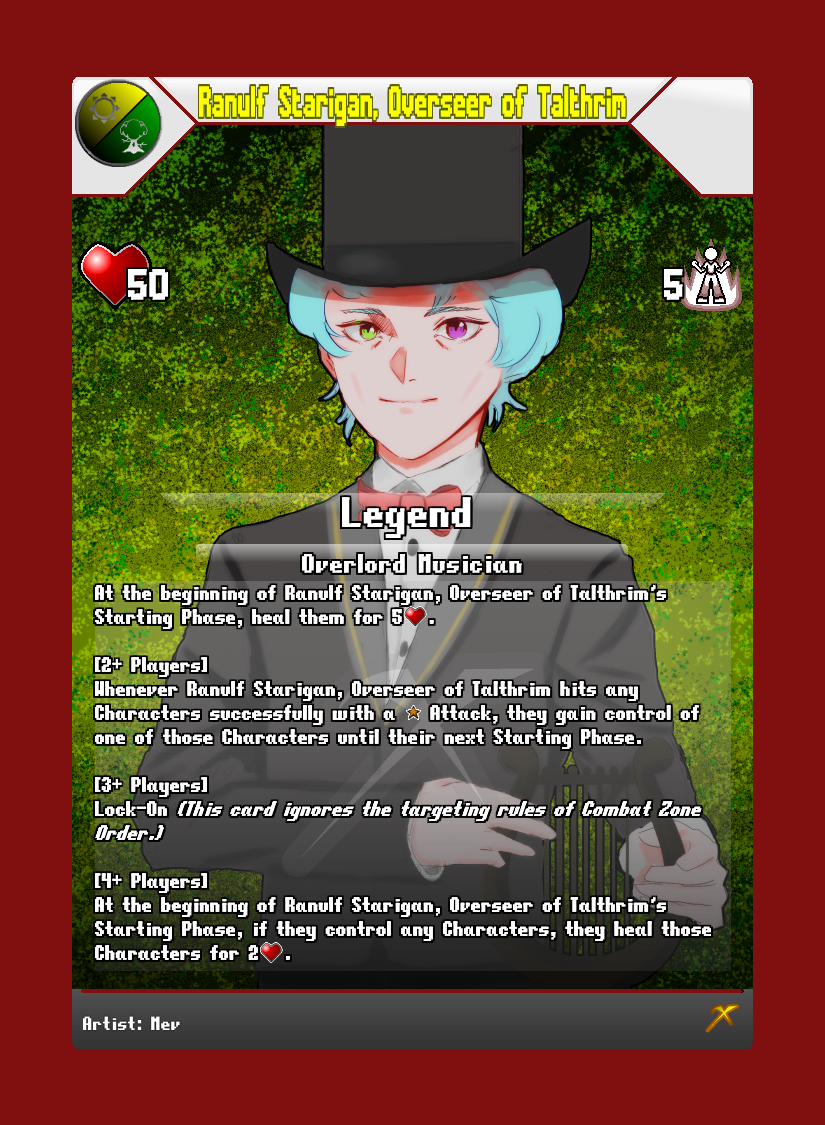 Ranulf Starigan, Overseer of Talthrim
50
5
Legend
Overlord Musician
At the beginning of Ranulf Starigan, Overseer of Talthrim's
Starting Phase, heal them for 5.
[2+ Players]
Whenever Ranulf Starigan, Overseer of Talthrim hits any
Characters successfully with a Attack, they gain control of
one of those Characters until their next Starting Phase.
[3+ Players]
Lock-On (This card ignores the targeting rules of Combat Zone
Order.)
[4+ Players]
At the beginning of Ranulf Starigan, Overseer of Talthrim's
Starting Phase, if they control any Characters, they heal those
Characters for 2.
Artist: Mev